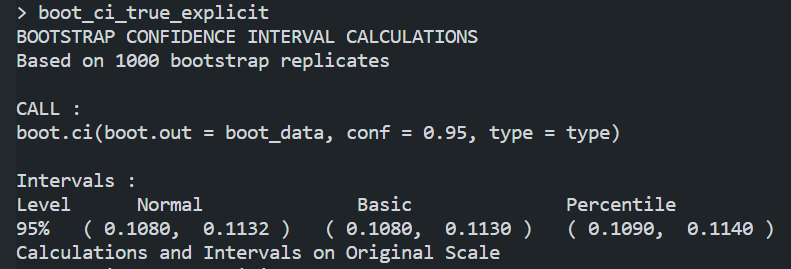 > boot_ci_true_explicit
BOOTSTRAP CONFIDENCE INTERVAL CALCULATIONS
Based on 1000 bootstrap replicates

CALL :
boot.ci(boot.out = boot_data, conf = 0.95, type = type)

Intervals :
Level      Normal              Basic              Percentile
95%   ( 0.1080,  0.1132 )   ( 0.1080,  0.1130 )   ( 0.1090,  0.1140 )
Calculations and Intervals on Original Scale